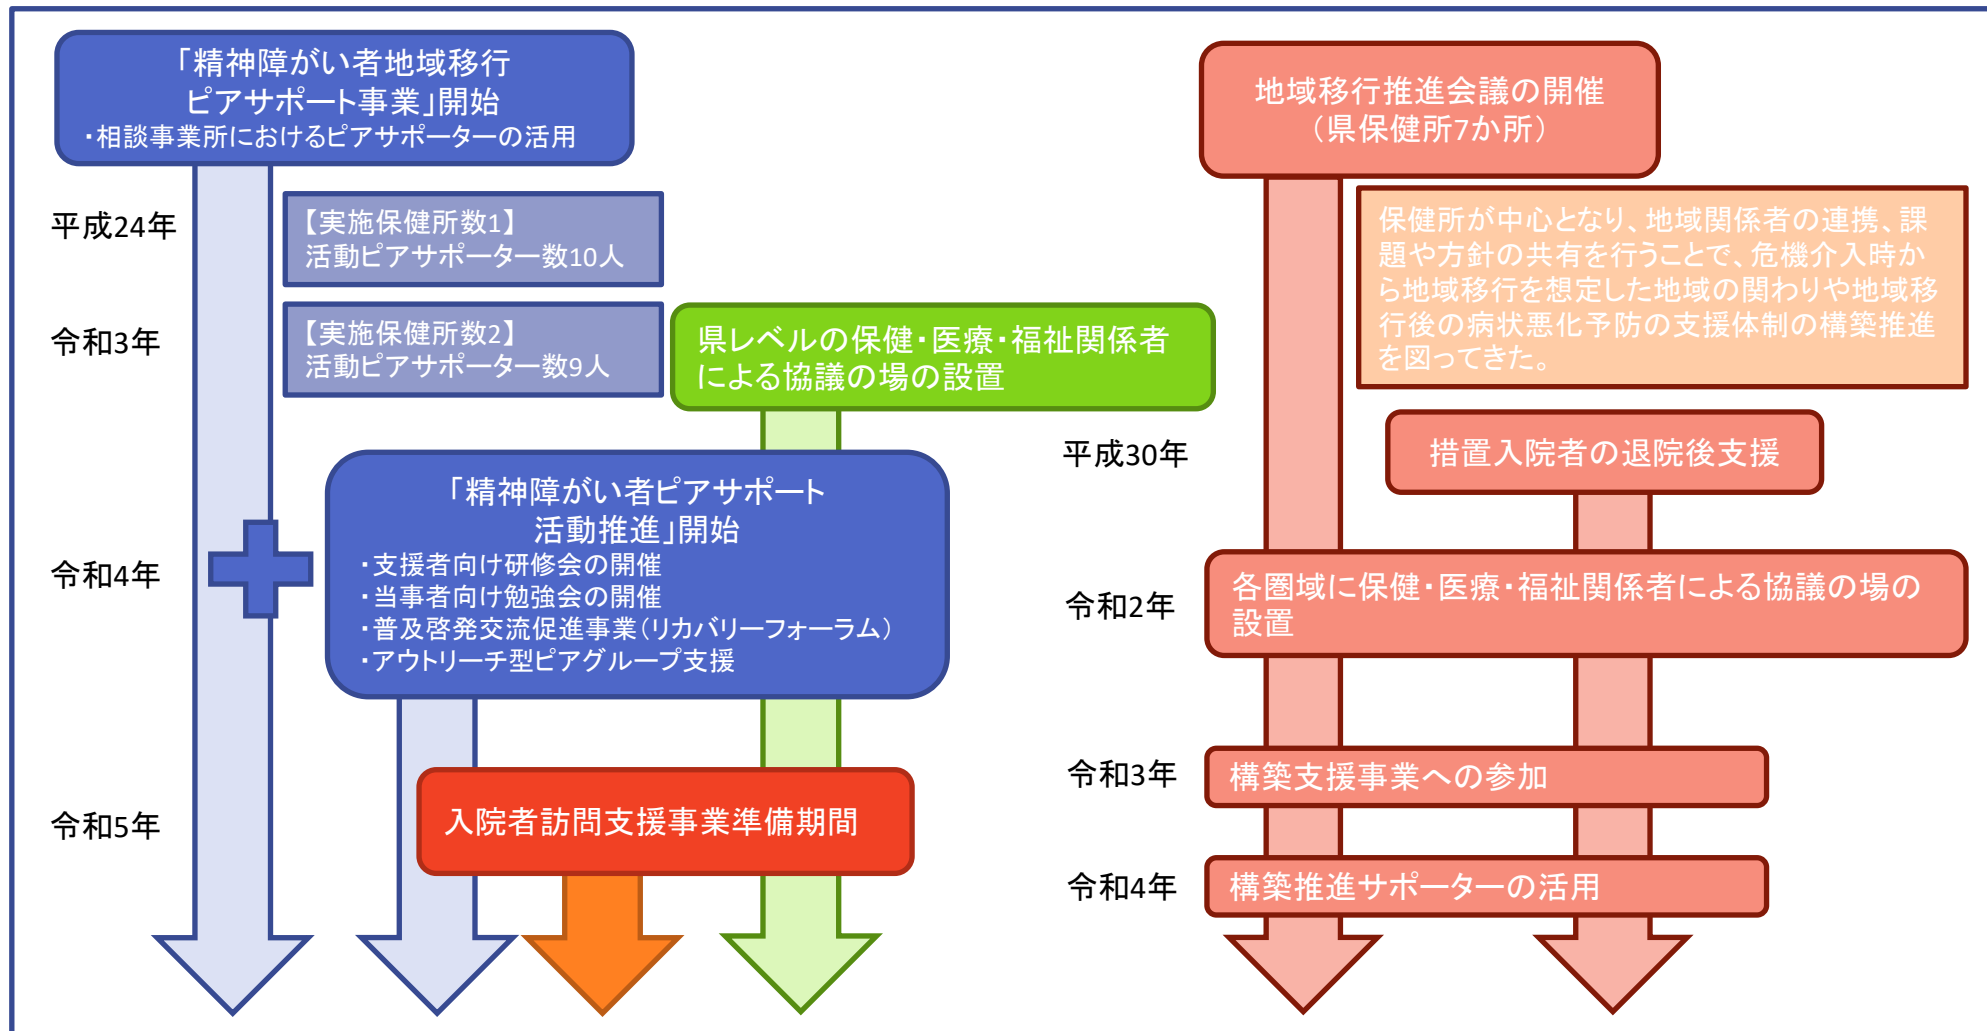 「精神障がい者地域移行
ピアサポート事業」開始
・相談事業所におけるピアサポーターの活用
平成24年
【実施保健所数1】
活動ピアサポーター数10人
令和3年
【実施保健所数2】
活動ピアサポーター数9人
県レベルの保健・医療・福祉関係者
による協議の場の設置
令和4年
「精神障がい者ピアサポート
活動推進」開始
・支援者向け研修会の開催
・当事者向け勉強会の開催
・普及啓発交流促進事業(リカバリーフォーラム)
・アウトリーチ型ピアグループ支援
令和5年
入院者訪問支援事業準備期間
地域移行推進会議の開催
（県保健所7か所）
保健所が中心となり、地域関係者の連携、課
題や方針の共有を行うことで、危機介入時か
ら地域移行を想定した地域の関わりや地域移
行後の病状悪化予防の支援体制の構築推進
を図ってきた。
平成30年
措置入院者の退院後支援
令和2年
各圏域に保健・医療・福祉関係者による協議の場の
設置
令和3年
構築支援事業への参加
令和4年
構築推進サポーターの活用